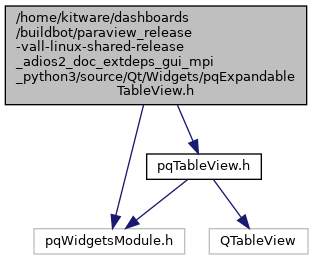 /home/kitware/dashboards
/buildbot/paraview_release
-vall-linux-shared-release
_adios2_doc_extdeps_gui_mpi
_python3/source/Qt/Widgets/pqExpandable
TableView.h
pqTableView.h
pqWidgetsModule.h
QTableView